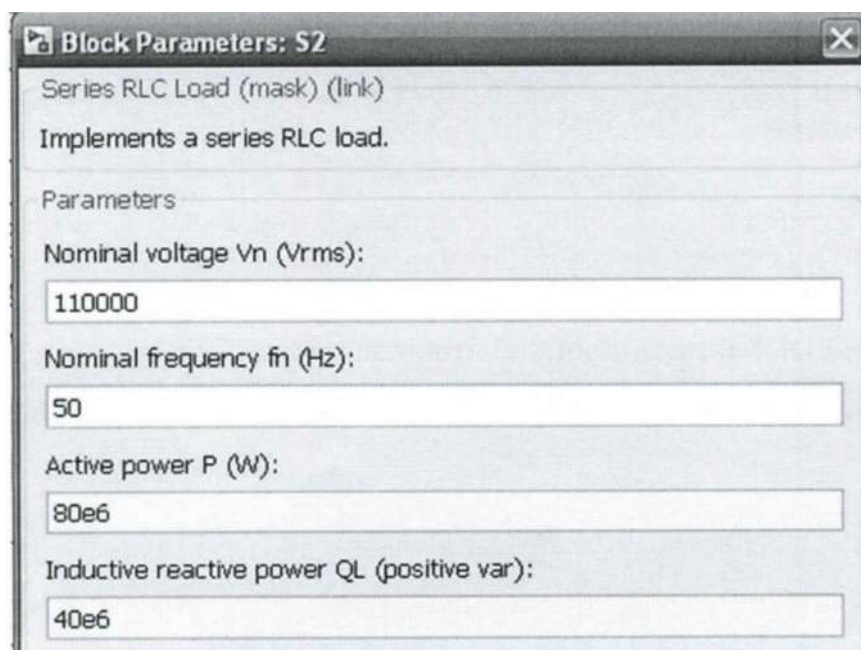 Block Parameters: S2
Series RLC Load (mask) (link)
Implements a series RLC load.
Parameters
Nominal voltage Vn (Vrms):
110000
Nominal frequency fn (Hz):
50
Active power P (W):
80e6
Inductive reactive power QL (positive var):
40e6